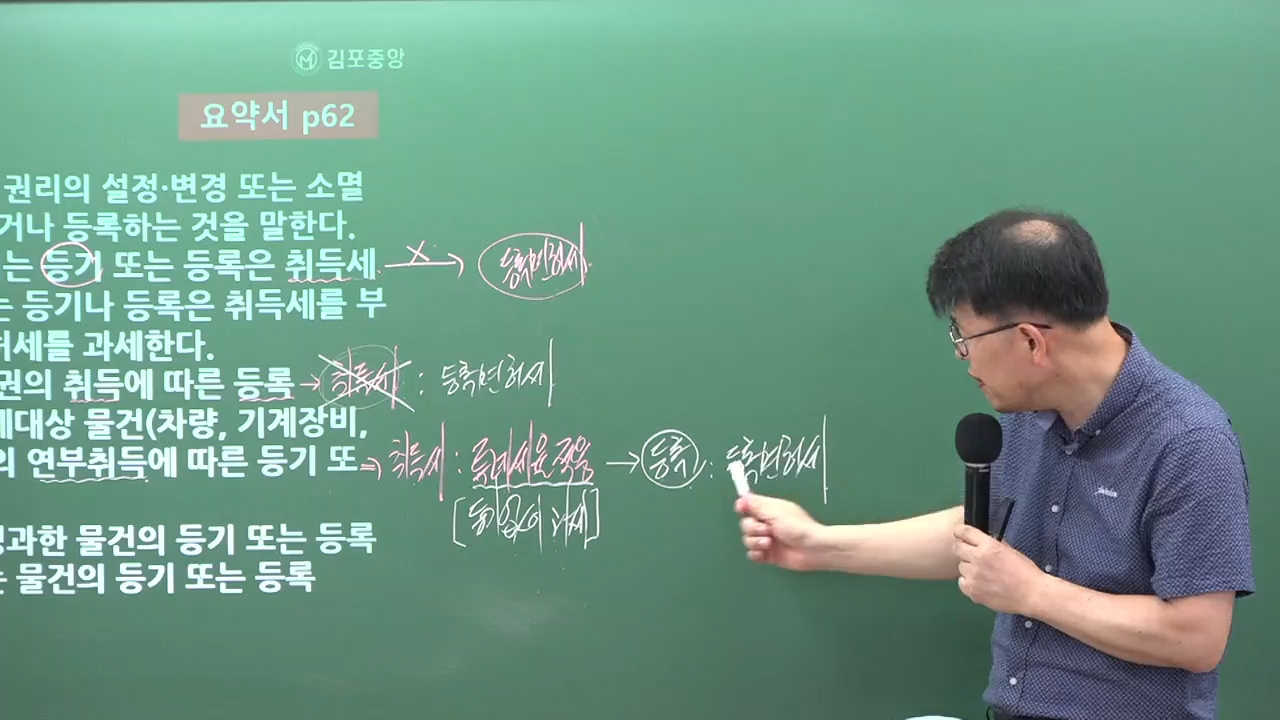 김포중앙
요약서 p62
권리의 설정·변경 또는 소멸
거나 등록하는 것을 말한다.
는 등기 또는 등록은 취득세 X 등록면허세
는 등기나 등록은 취득세를 부
허세를 과세한다.
권의 취득에 따른 등록 → 취득세 : 등록면허세
제대상 물건(차량, 기계장비,
의 연부취득에 따른 등기 또 ⇒ 취득세 : → 등록 : 등록면허세
과한 물건의 등기 또는 등록
는 물건의 등기 또는 등록